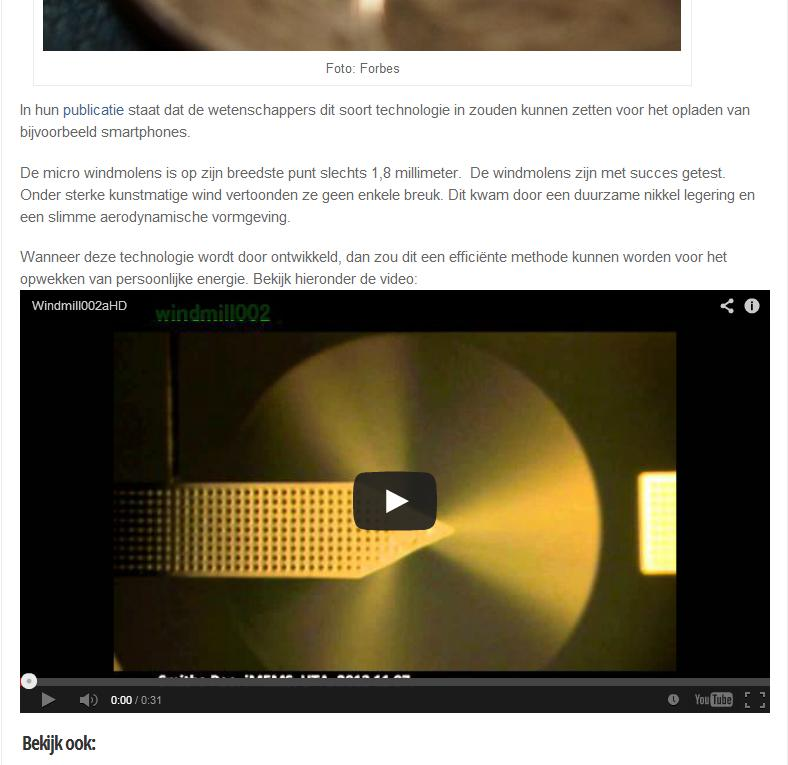 Foto: Forbes
In hun publicatie staat dat de wetenschappers dit soort technologie in zouden kunnen zetten voor het opladen van
bijvoorbeeld smartphones.
De micro windmolens is op zijn breedste punt slechts 1,8 millimeter.  De windmolens zijn met succes getest.
Onder sterke kunstmatige wind vertoonden ze geen enkele breuk. Dit kwam door een duurzame nikkel legering en
een slimme aerodynamische vormgeving.
Wanneer deze technologie wordt door ontwikkeld, dan zou dit een efficiënte methode kunnen worden voor het
opwekken van persoonlijke energie. Bekijk hieronder de video:
Windmill002aHD
windmill002
0:00 / 0:31
YouTube
Bekijk ook: